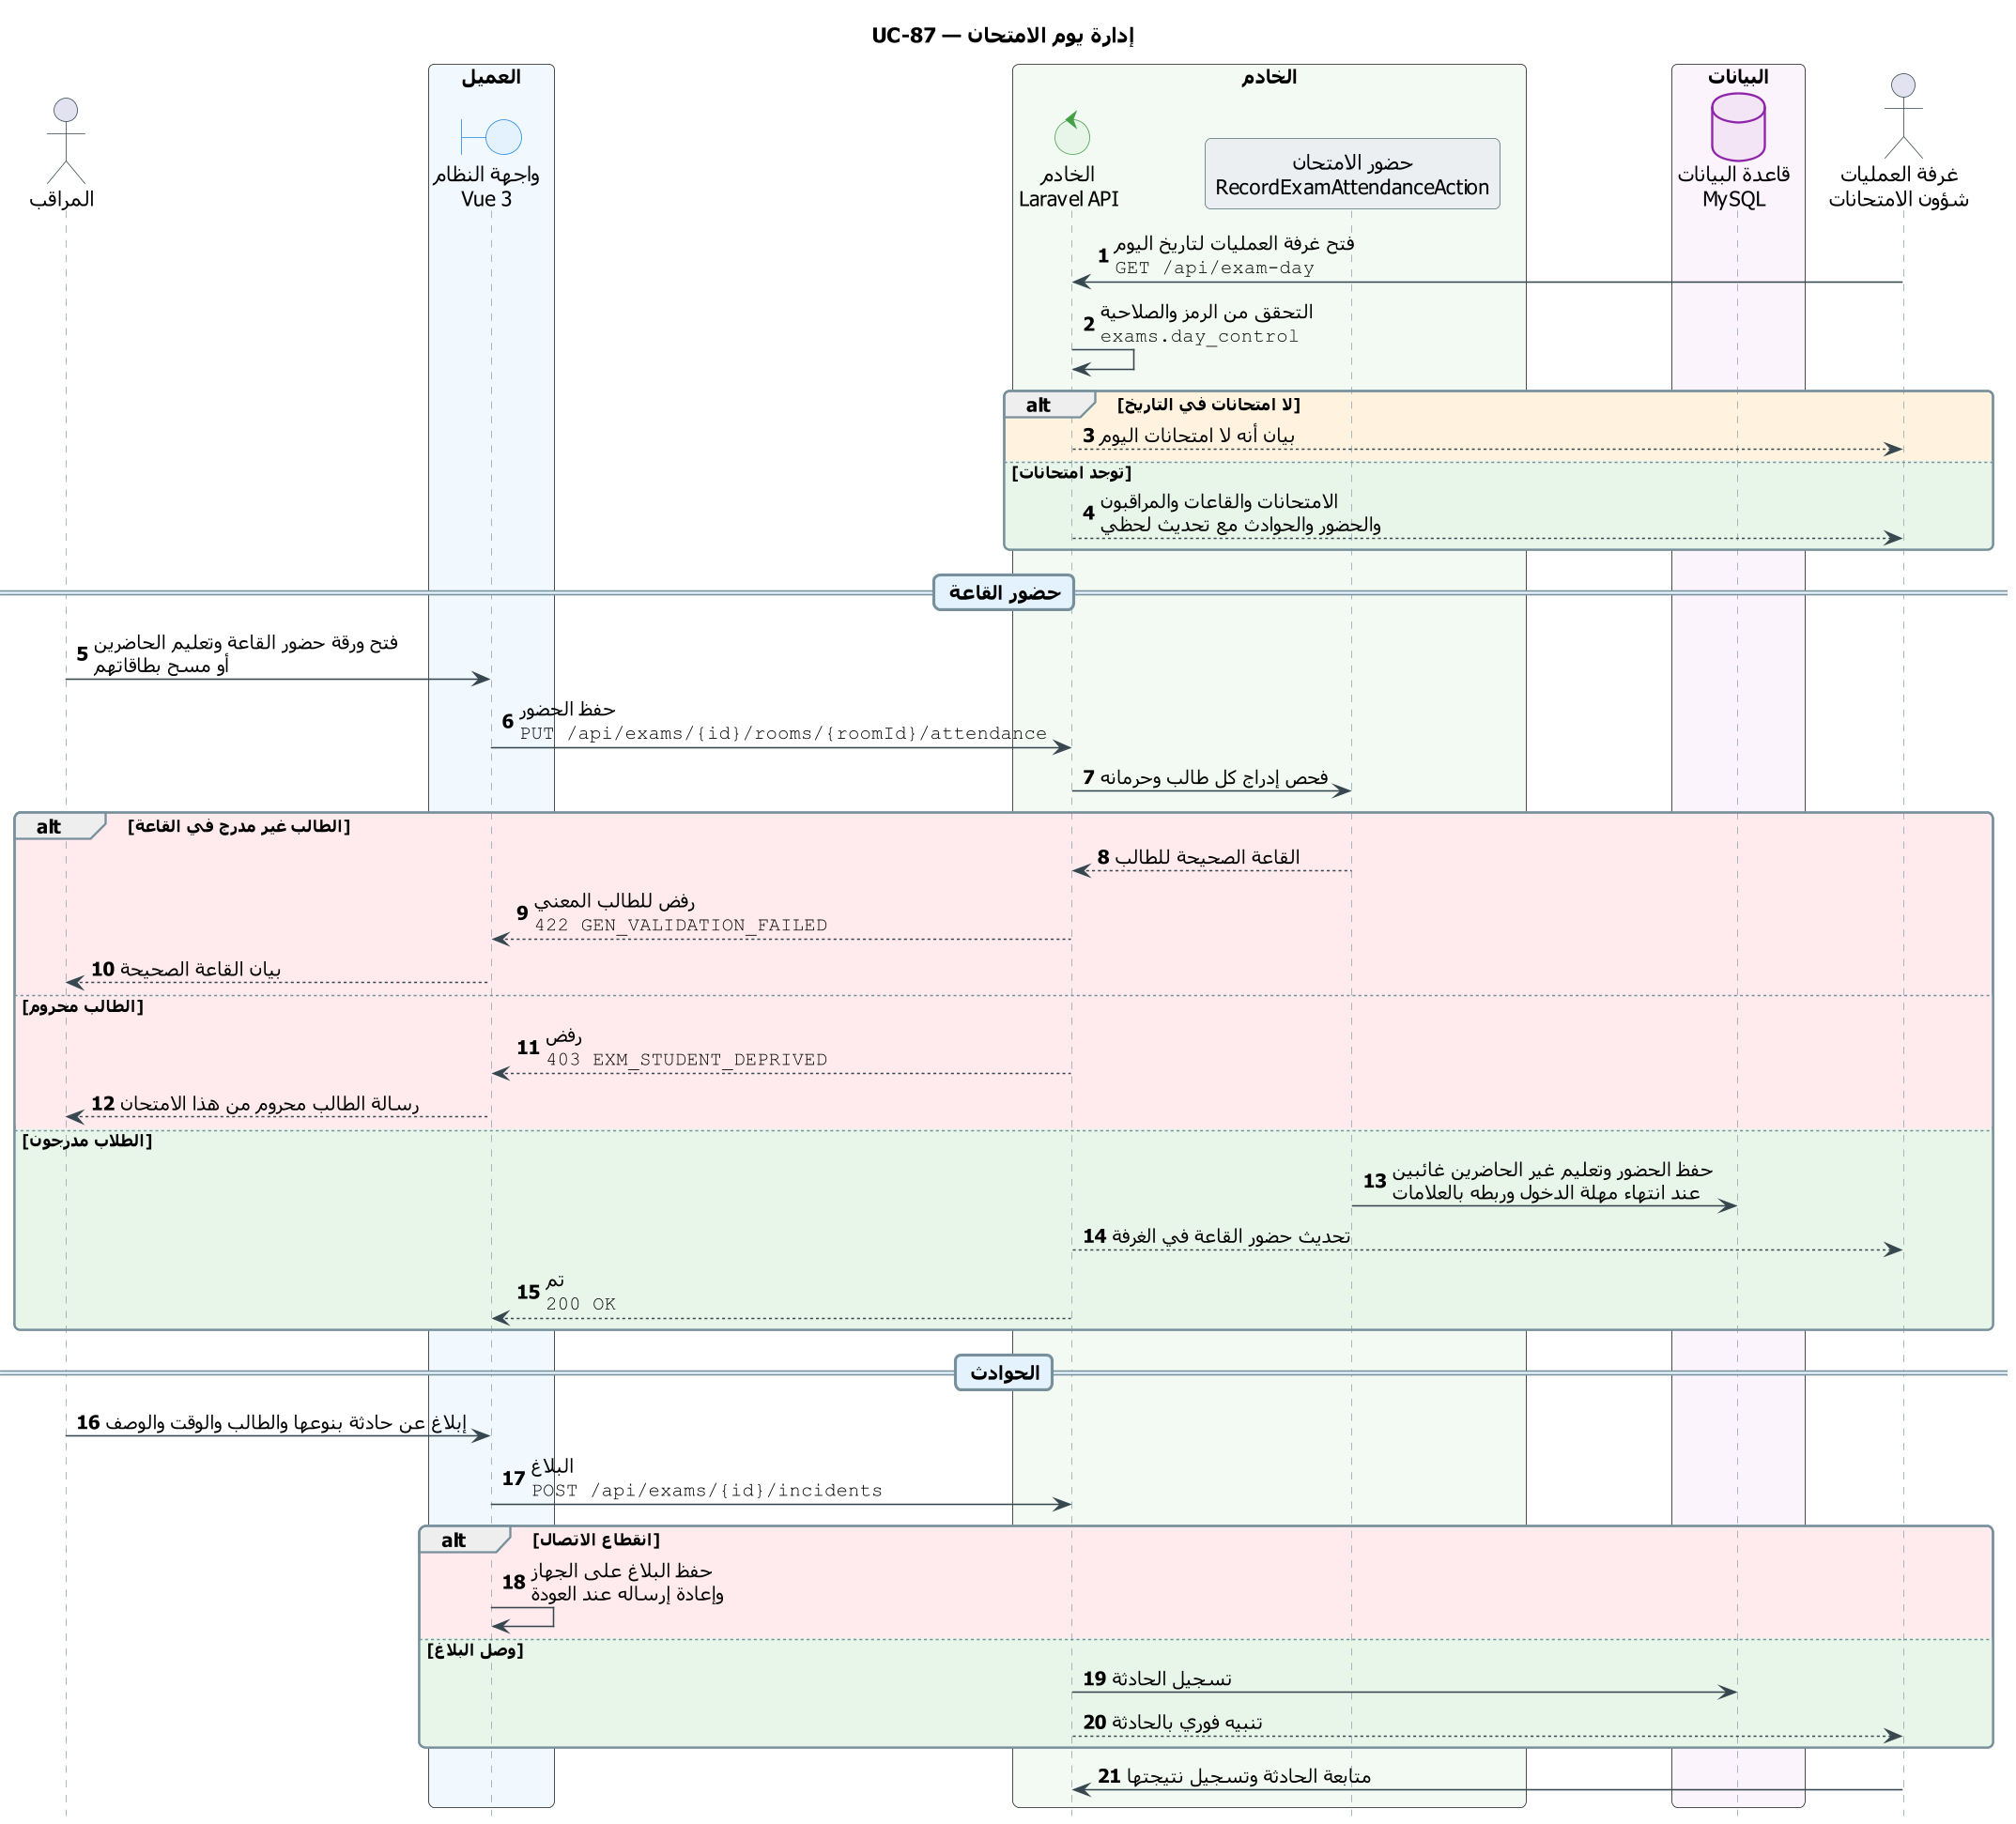 UC-87 — إدارة يوم الامتحان
العميل
الخادم
البيانات
المراقب
واجهة النظام
Vue 3
الخادم
Laravel API
حضور الامتحان
RecordExamAttendanceAction
قاعدة البيانات
MySQL
غرفة العمليات
شؤون الامتحانات
1 فتح غرفة العمليات لتاريخ اليوم
GET /api/exam-day
2 التحقق من الرمز والصلاحية
exams.day_control
alt [لا امتحانات في التاريخ]
3 بيان أنه لا امتحانات اليوم
[توجد امتحانات]
4 الامتحانات والقاعات والمراقبون
والحضور والحوادث مع تحديث لحظي
حضور القاعة
5 فتح ورقة حضور القاعة وتعليم الحاضرين
أو مسح بطاقاتهم
6 حفظ الحضور
PUT /api/exams/{id}/rooms/{roomId}/attendance
7 فحص إدراج كل طالب وحرمانه
alt [الطالب غير مدرج في القاعة]
8 القاعة الصحيحة للطالب
9 رفض للطالب المعني
422 GEN_VALIDATION_FAILED
10 بيان القاعة الصحيحة
[الطالب محروم]
11 رفض
403 EXM_STUDENT_DEPRIVED
12 رسالة الطالب محروم من هذا الامتحان
[الطلاب مدرجون]
13 حفظ الحضور وتعليم غير الحاضرين غائبين
عند انتهاء مهلة الدخول وربطه بالعلامات
14 تحديث حضور القاعة في الغرفة
15 تم
200 OK
الحوادث
16 إبلاغ عن حادثة بنوعها والطالب والوقت والوصف
17 البلاغ
POST /api/exams/{id}/incidents
alt [انقطاع الاتصال]
18 حفظ البلاغ على الجهاز
وإعادة إرساله عند العودة
[وصل البلاغ]
19 تسجيل الحادثة
20 تنبيه فوري بالحادثة
21 متابعة الحادثة وتسجيل نتيجتها